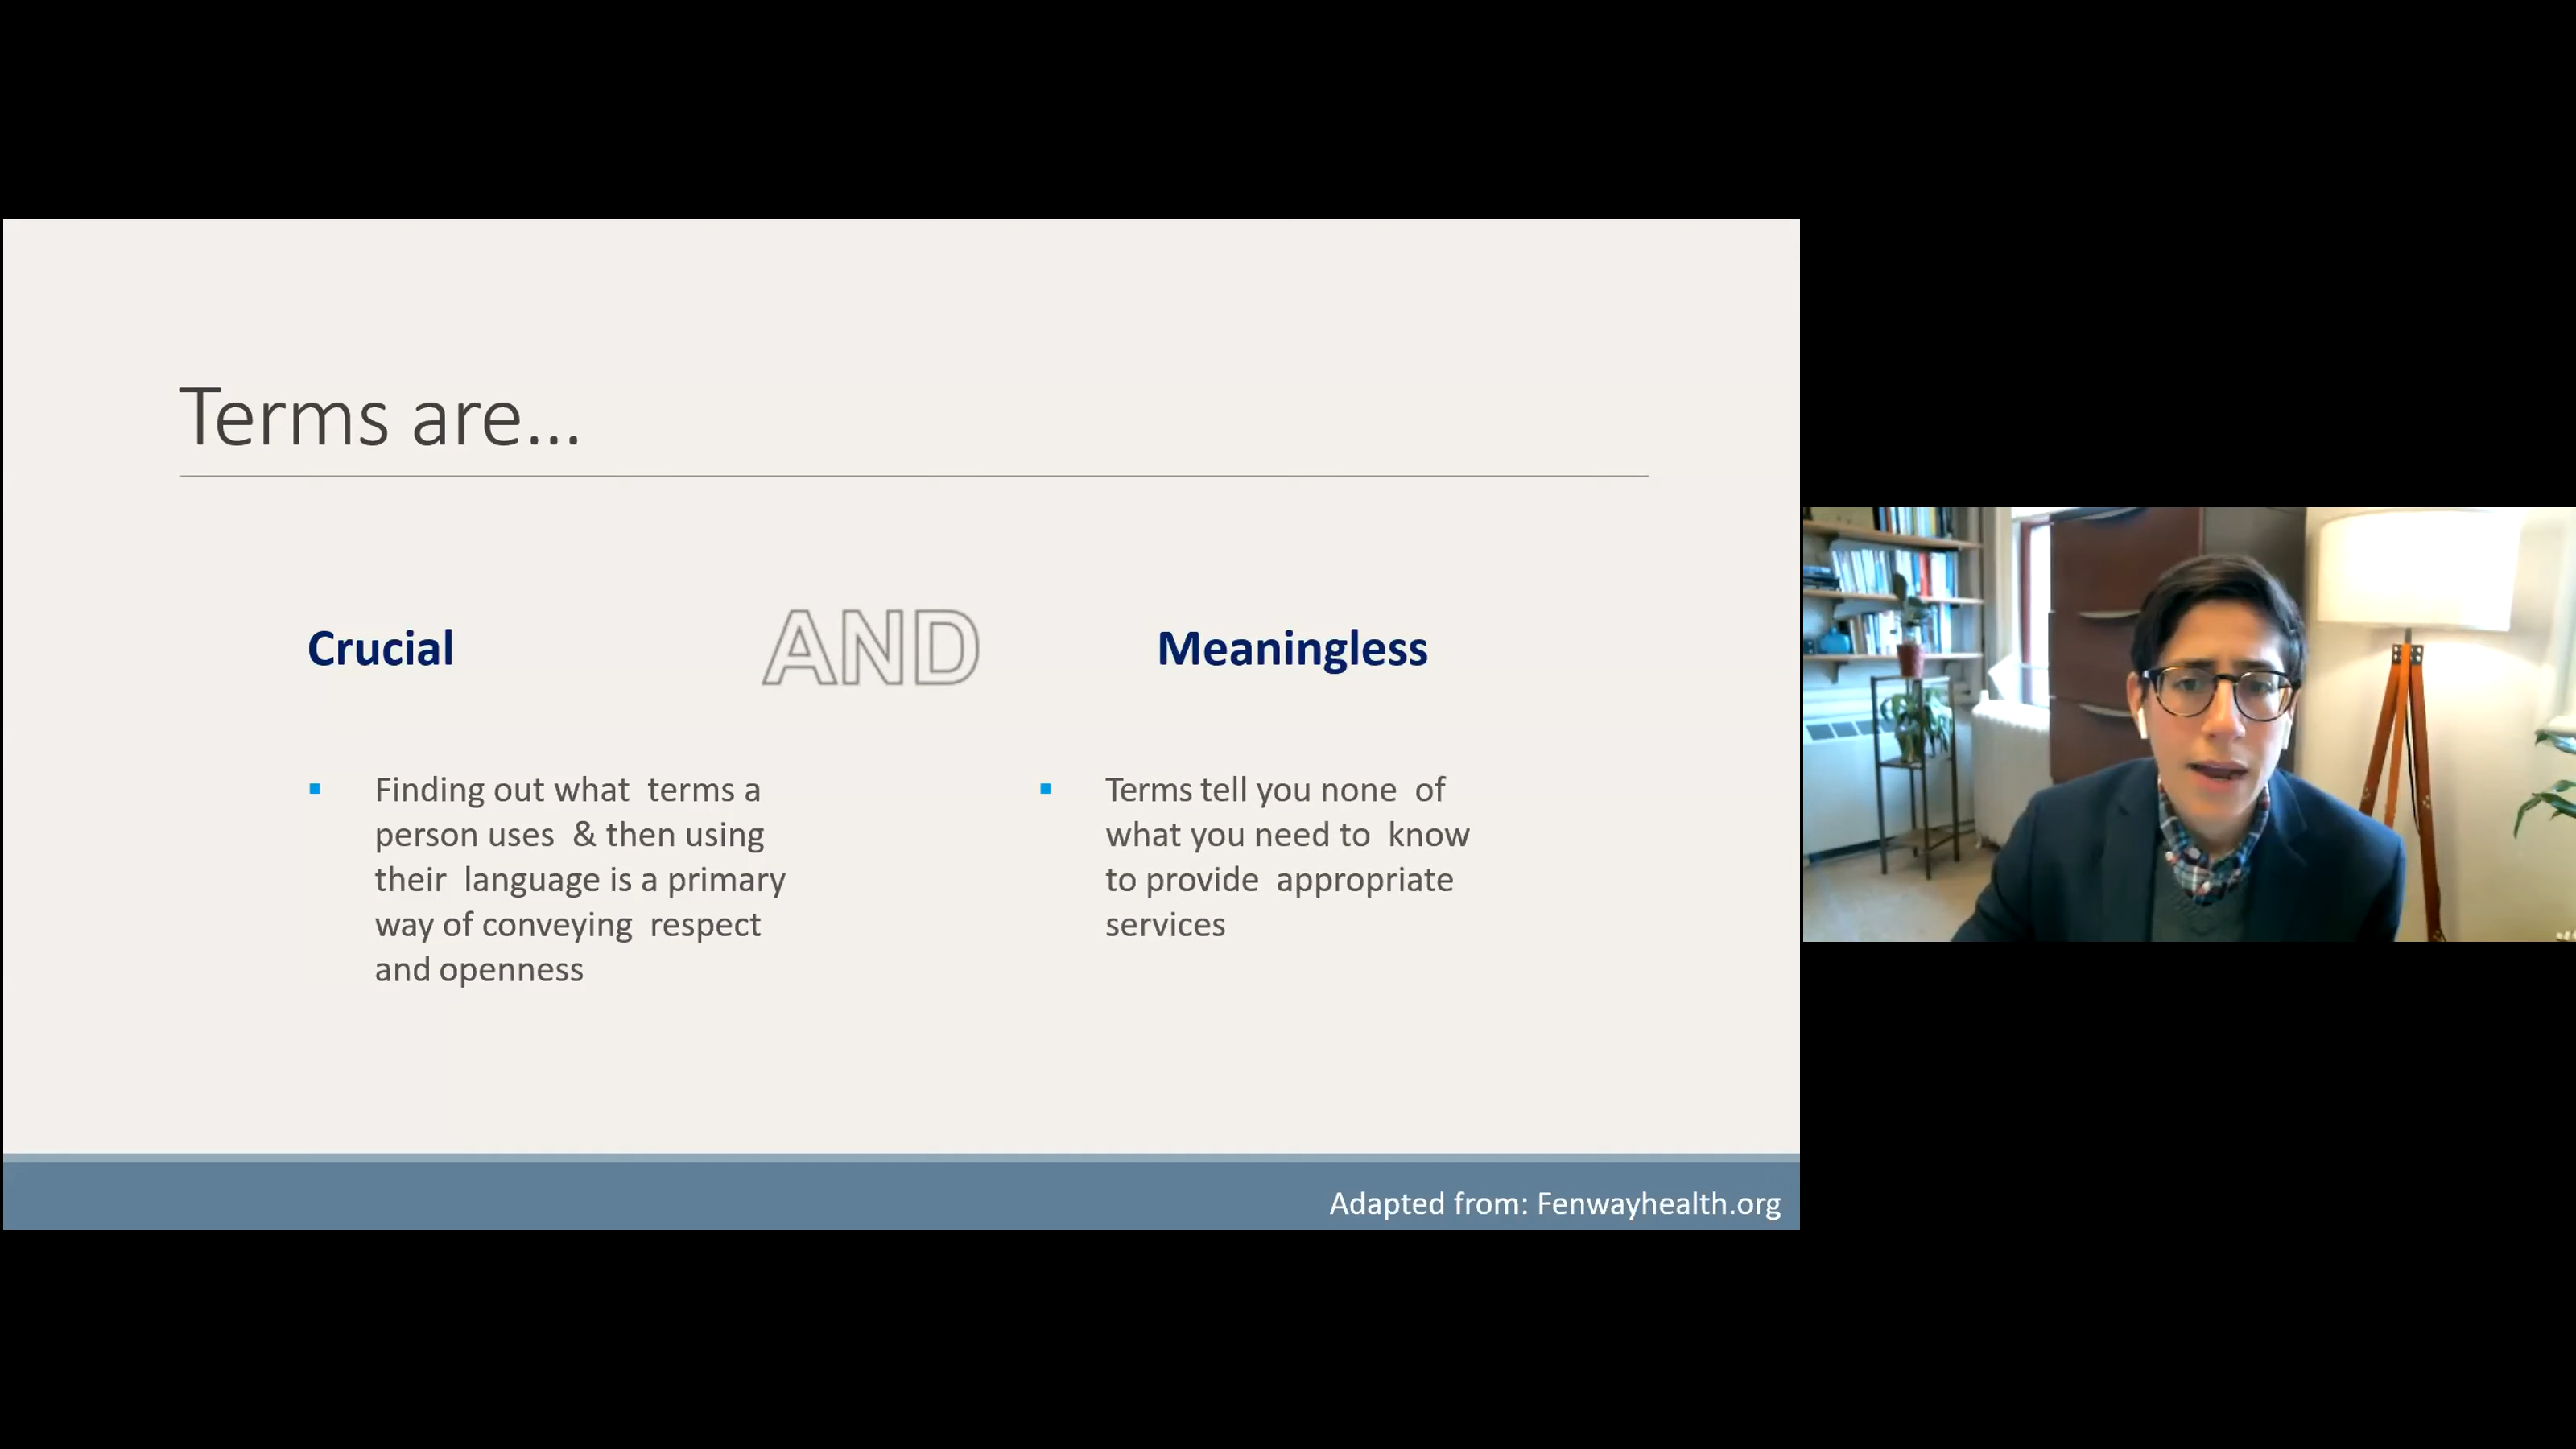 Terms are...
Crucial
AND
Meaningless
Finding out what terms a
person uses & then using
their language is a primary
way of conveying respect
and openness
Terms tell you none of
what you need to know
to provide appropriate
services
Adapted from: Fenwayhealth.org